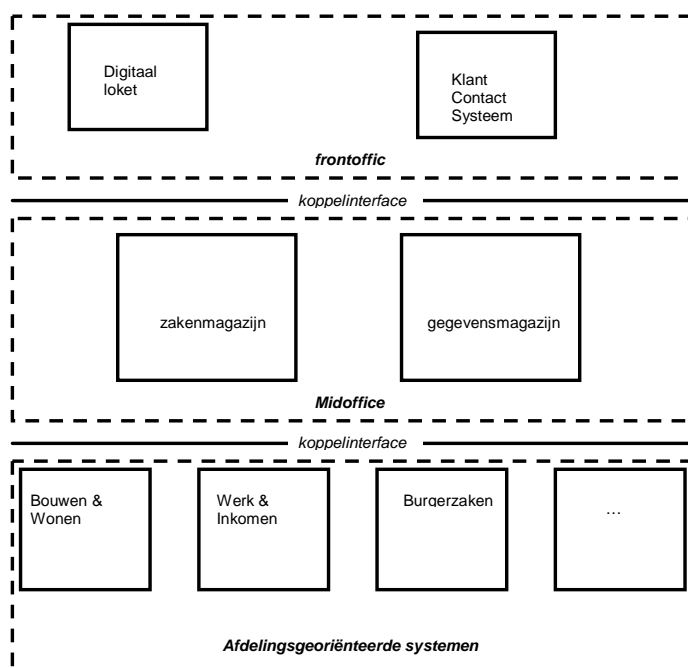 Digitaal
loket
Klant
Contact
Systeem
frontoffic
koppelinterface
zakenmagazijn
gegevensmagazijn
Midoffice
koppelinterface
Bouwen &
Wonen
Werk &
Inkomen
Burgerzaken
...
Afdelingsgeoriënteerde systemen